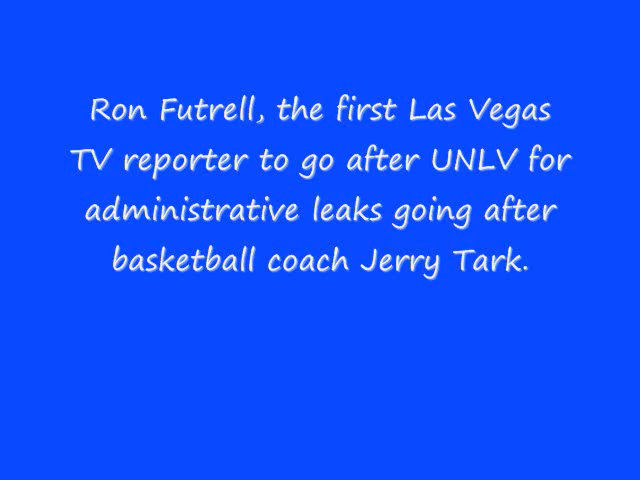 Ron Futrell, the first Las Vegas
TV reporter to go after UNLV for
administrative leaks going after
basketball coach Jerry Tark.